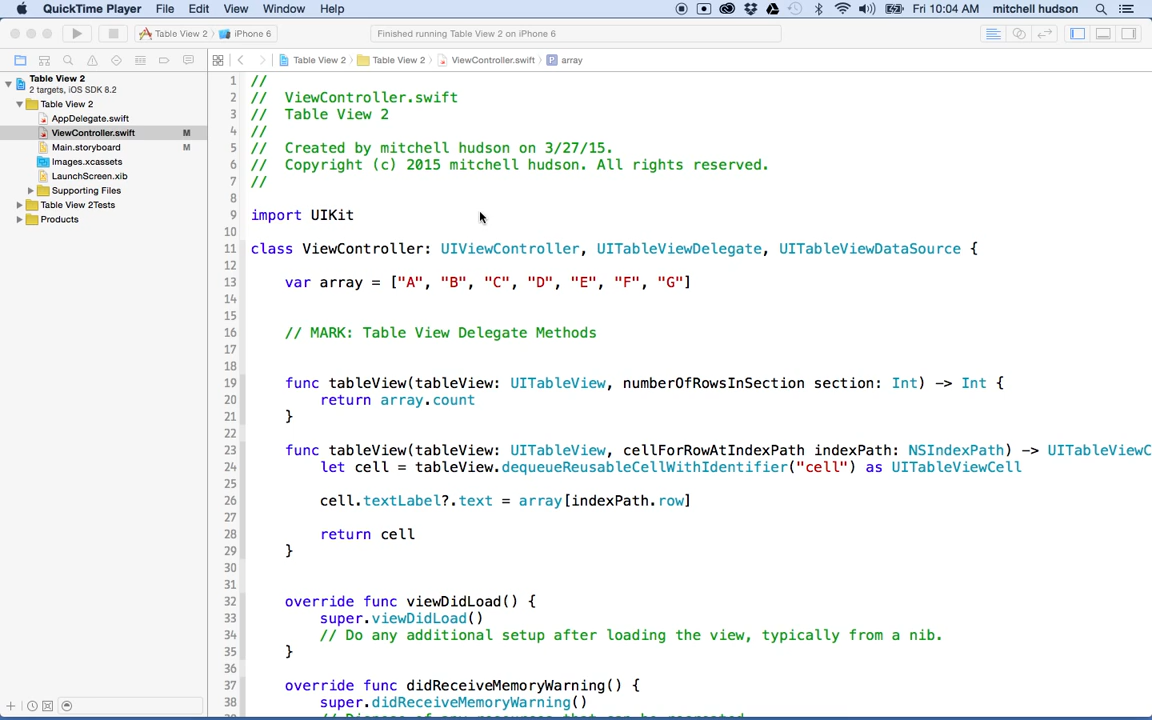 QuickTime Player File Edit View Window Help Fri 10:04 AM mitchell hudson
Table View 2 iPhone 6 Finished running Table View 2 on iPhone 6
Table View 2 Table View 2 ViewController.swift P array
Table View 2
2 targets, iOS SDK 8.2
Table View 2
AppDelegate.swift
ViewController.swift M
Main.storyboard M
Images.xcassets
LaunchScreen.xib
Supporting Files
Table View 2Tests
Products
1 //
2 // ViewController.swift
3 // Table View 2
4 //
5 // Created by mitchell hudson on 3/27/15.
6 // Copyright (c) 2015 mitchell hudson. All rights reserved.
7 //
8
9 import UIKit
10
11 class ViewController: UIViewController, UITableViewDelegate, UITableViewDataSource {
12
13 var array = ["A", "B", "C", "D", "E", "F", "G"]
14
15
16 // MARK: Table View Delegate Methods
17
18
19 func tableView(tableView: UITableView, numberOfRowsInSection section: Int) -> Int {
20 return array.count
21 }
22
23 func tableView(tableView: UITableView, cellForRowAtIndexPath indexPath: NSIndexPath) -> UITableViewC
24 let cell = tableView.dequeueReusableCellWithIdentifier("cell") as UITableViewCell
25
26 cell.textLabel?.text = array[indexPath.row]
27
28 return cell
29 }
30
31
32 override func viewDidLoad() {
33 super.viewDidLoad()
34 // Do any additional setup after loading the view, typically from a nib.
35 }
36
37 override func didReceiveMemoryWarning() {
38 super.didReceiveMemoryWarning()